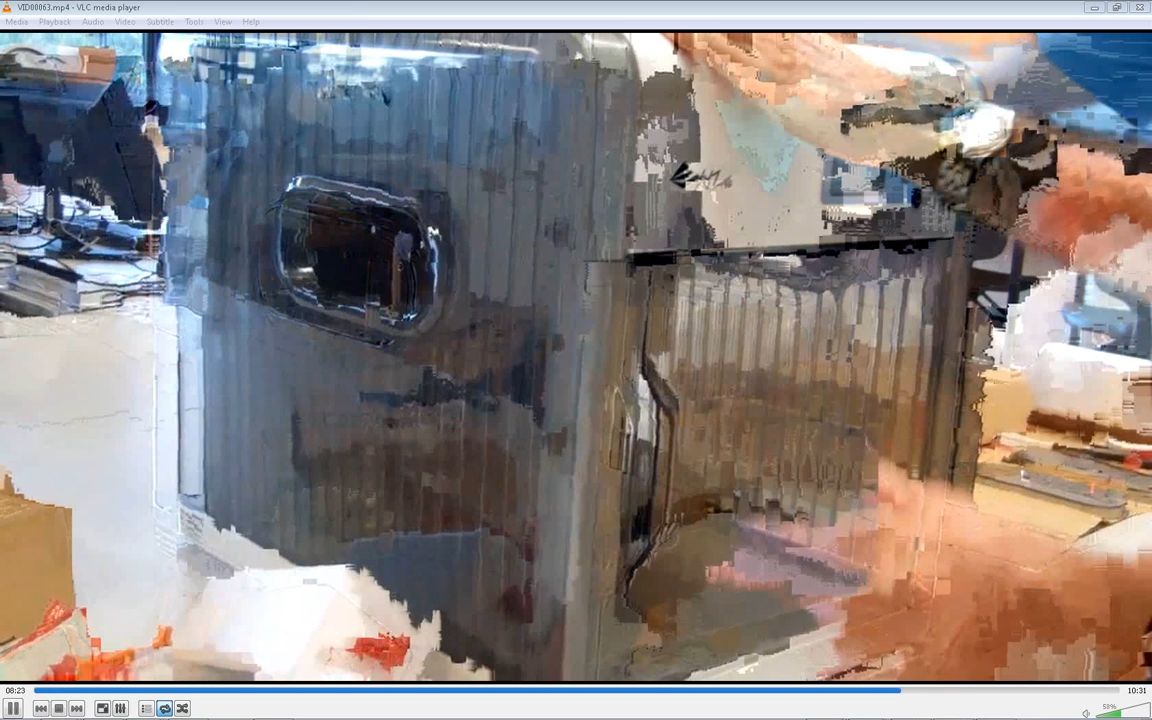 VID00063.mp4 - VLC media player
Media Playback Audio Video Subtitle Tools View Help
08:23
10:31
58%